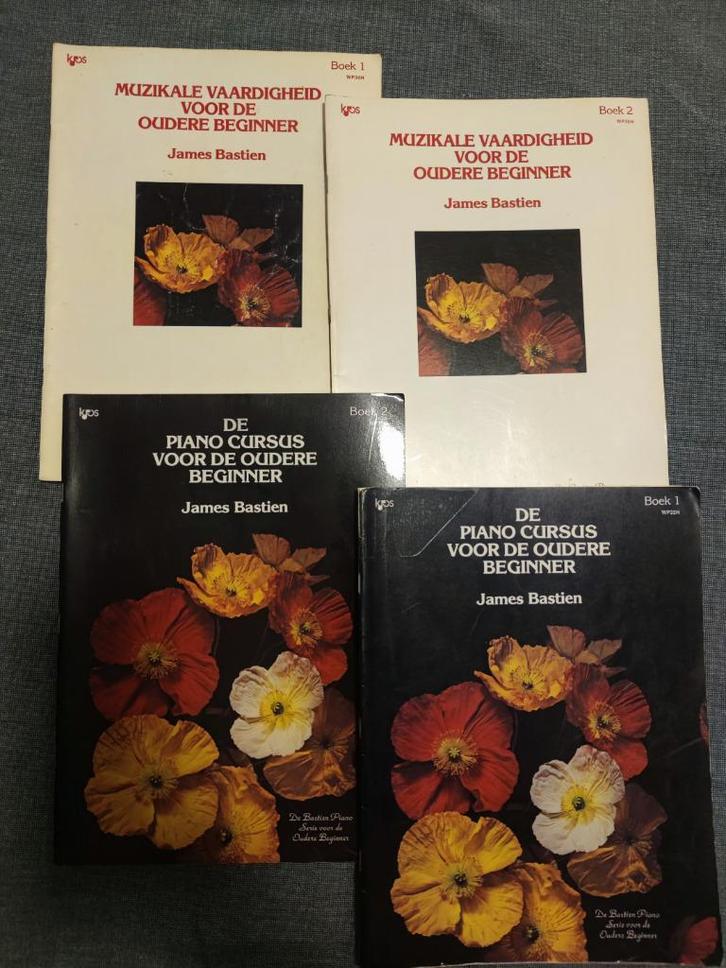 kjos
Boek 1
WP34N
MUZIKALE VAARDIGHEID
VOOR DE
OUDERE BEGINNER
James Bastien
kjos
Boek 2
MUZIKALE VAARDIGHEID
VOOR DE
OUDERE BEGINNER
James Bastien
kjos
Boek 2
DE
PIANO CURSUS
VOOR DE OUDERE
BEGINNER
James Bastien
De Bastien Piano
Serie voor de
Oudere Beginner
kjos
Boek 1
WP32N
DE
PIANO CURSUS
VOOR DE OUDERE
BEGINNER
James Bastien
De Bastien Piano
Serie voor de
Oudere Beginner